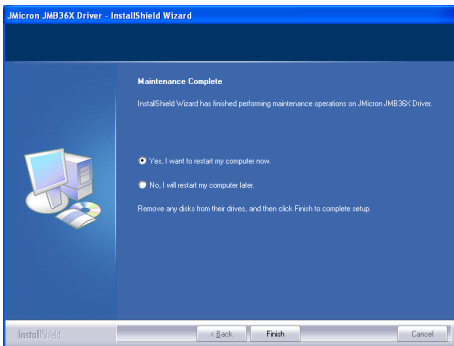 JMicron JMB36X Driver - InstallShield Wizard
Maintenance Complete
InstallShield Wizard has finished performing maintenance operations on JMicron JMB36X Driver.
Yes, I want to restart my computer now.
No, I will restart my computer later.
Remove any disks from their drives, and then click Finish to complete setup.
InstallShield
< Back
Finish
Cancel